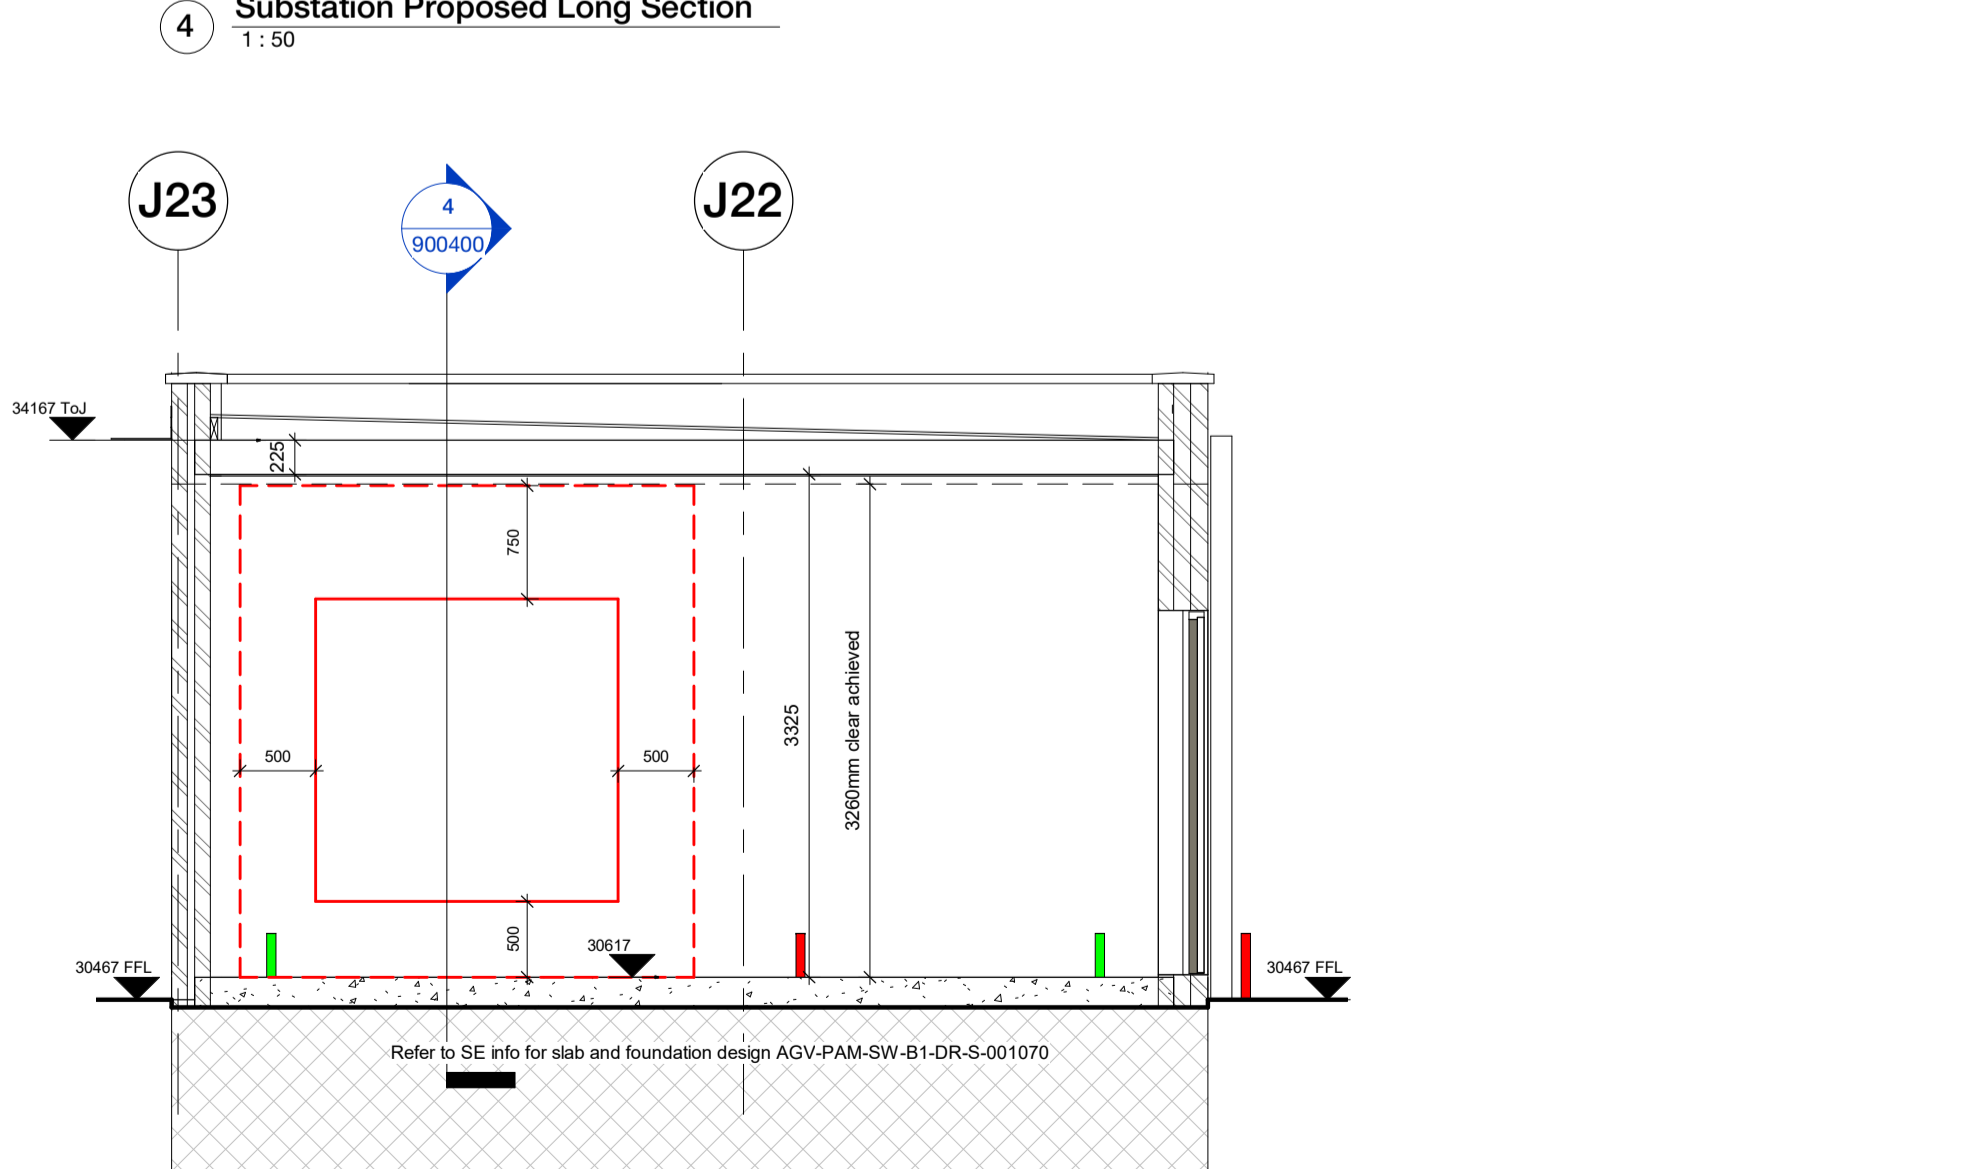 Substation Proposed Long Section
4
1 : 50
J23
4
900400
J22
34167 ToJ
225
750
500
500
3325
3260mm clear achieved
500
30617
30467 FFL
30467 FFL
Refer to SE info for slab and foundation design AGV-PAM-SW-B1-DR-S-001070